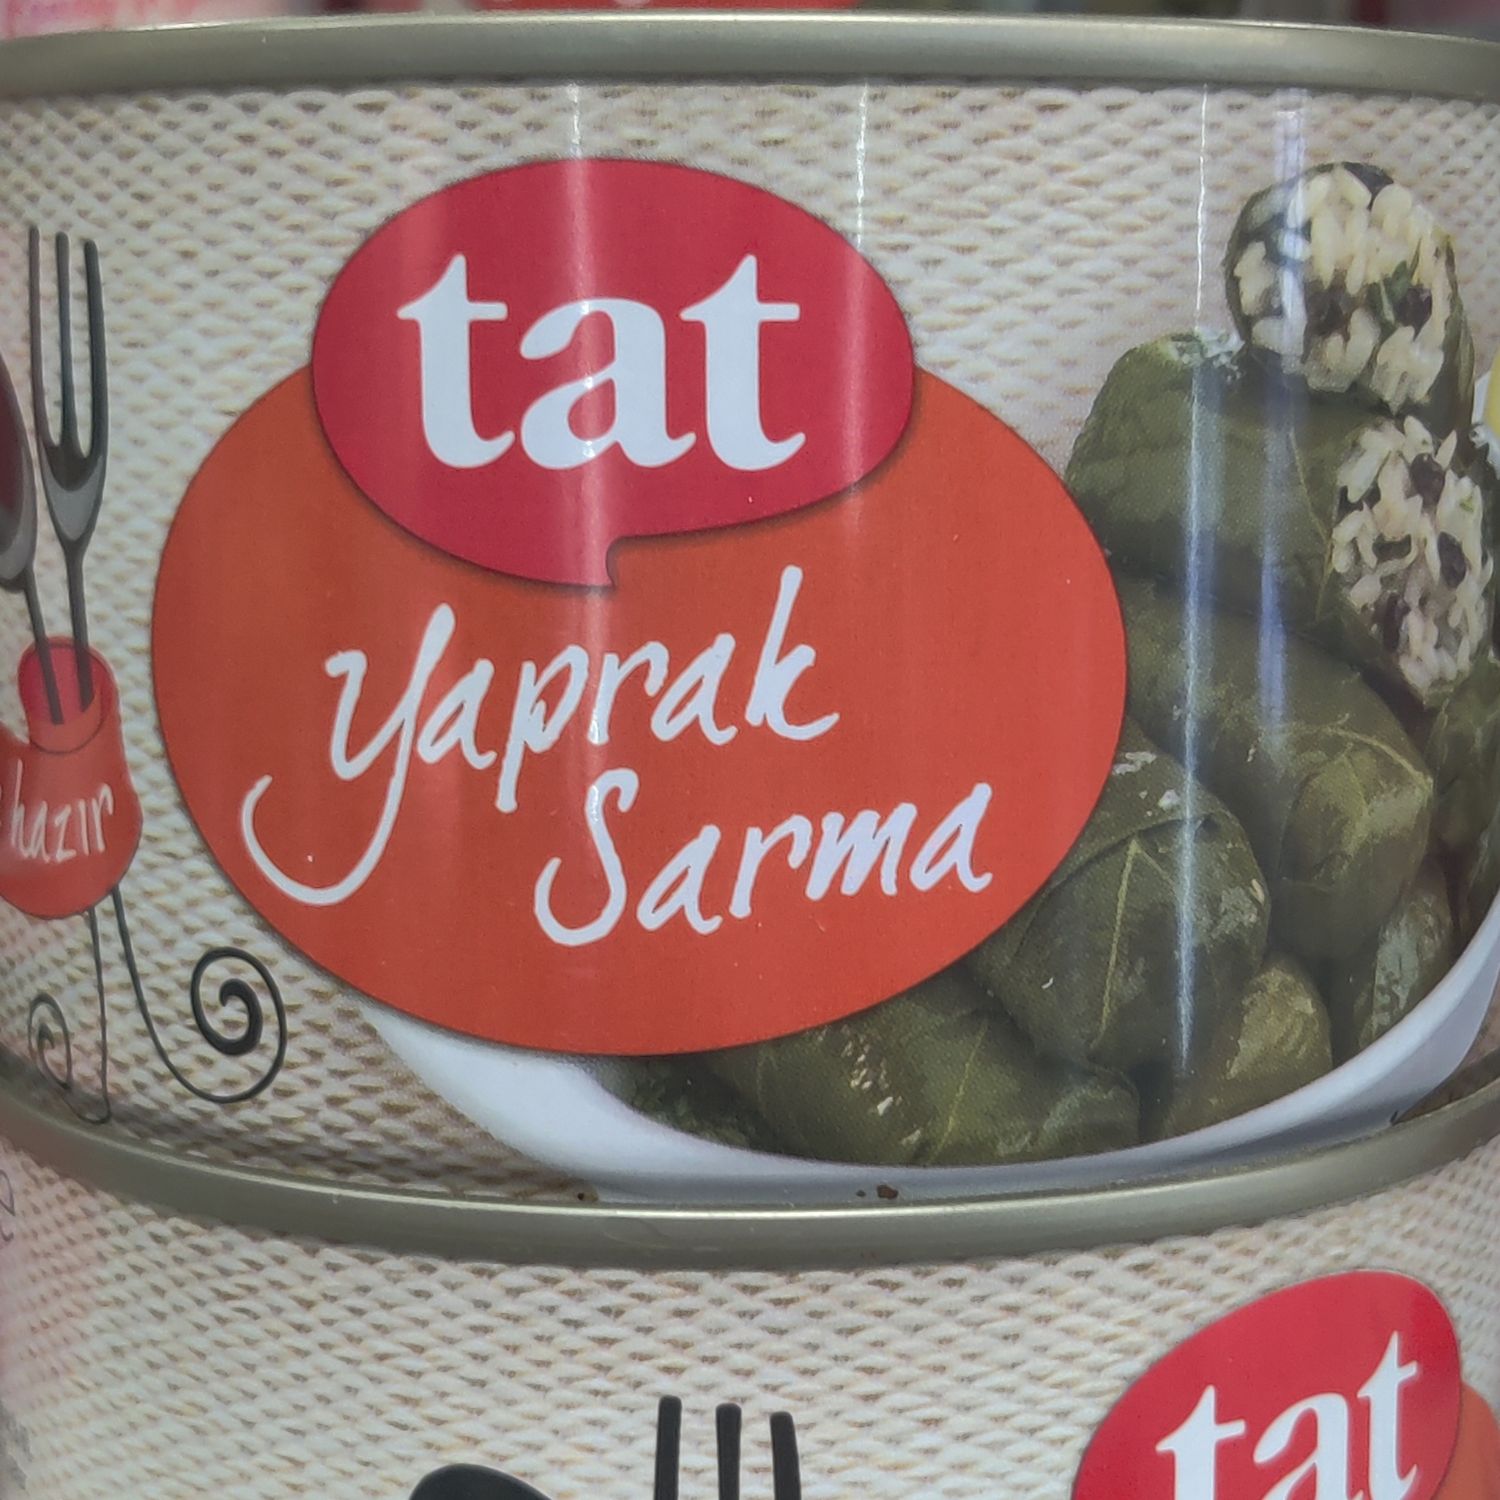 tat
yaprak
Sarma
hazır
tat